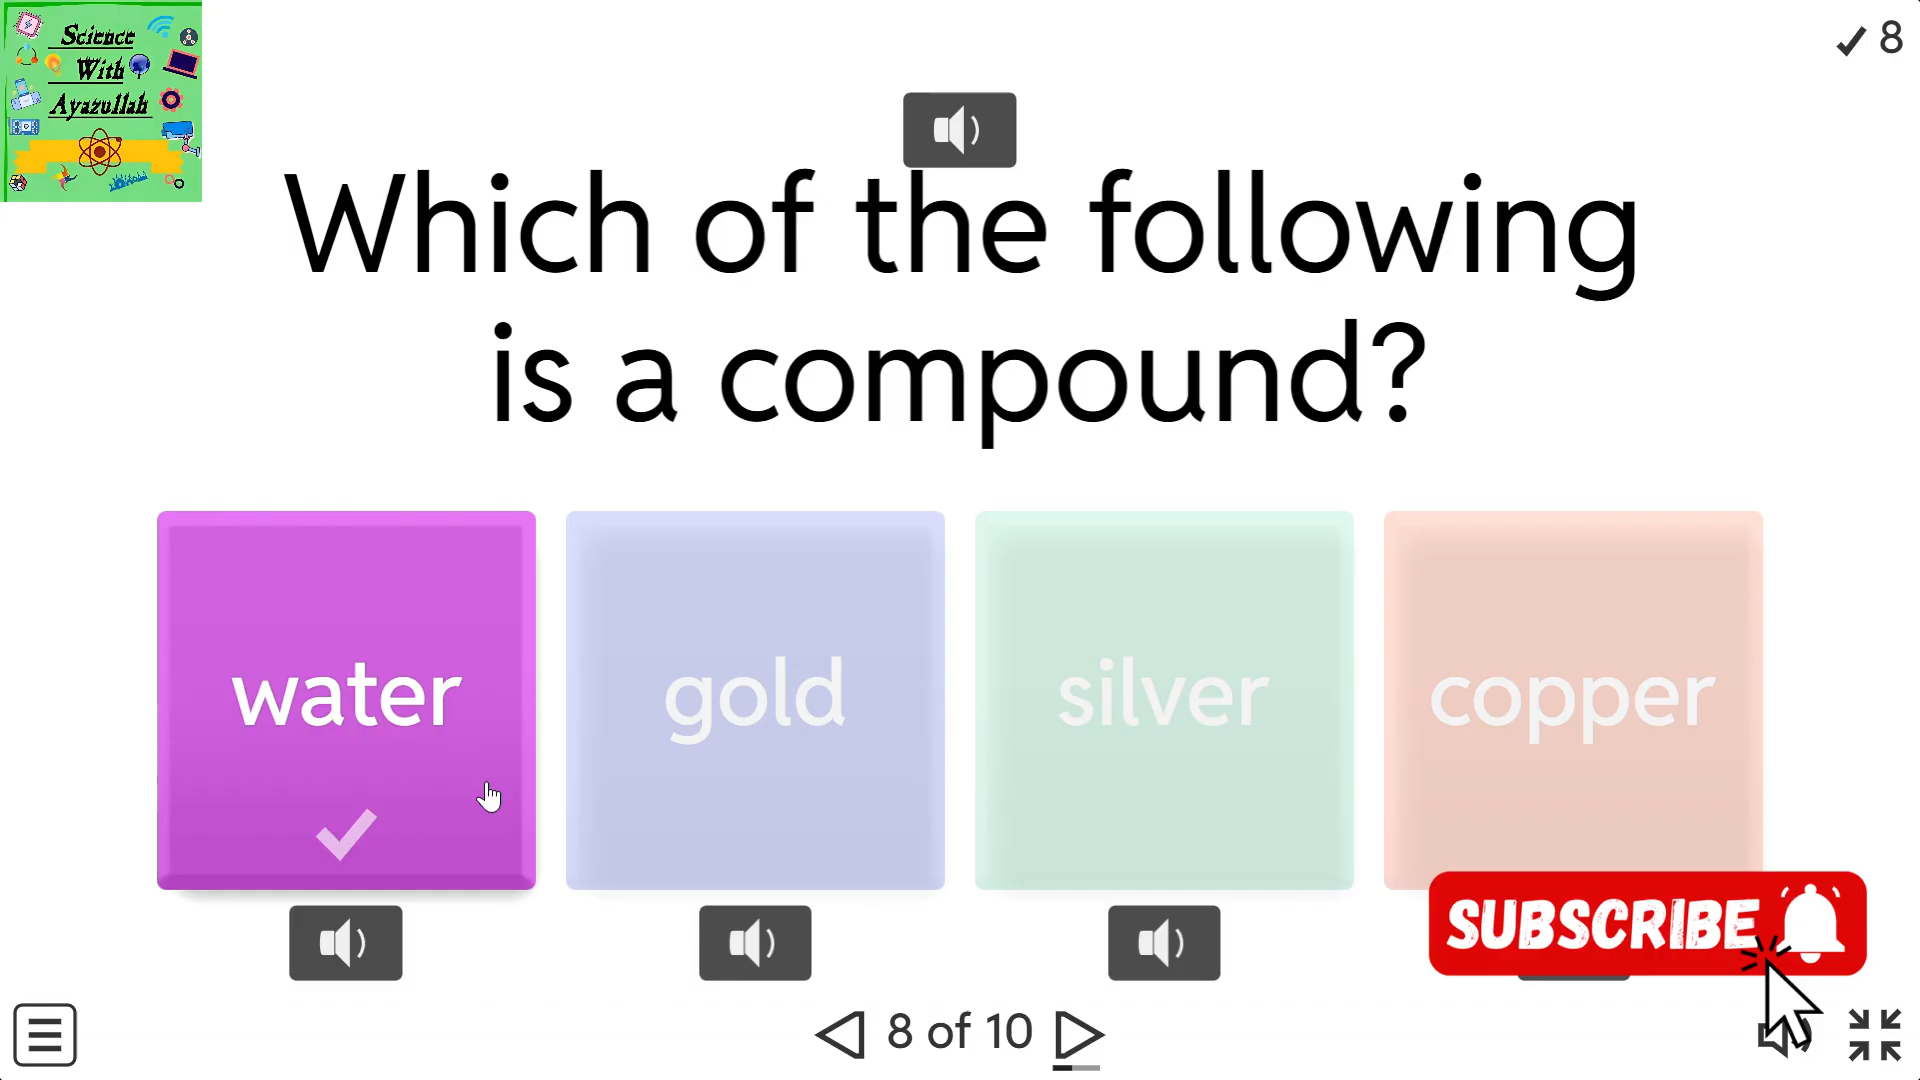 Science
With
Ayazullah
8
Which of the following
is a compound?
water
gold
silver
copper
SUBSCRIBE
8 of 10